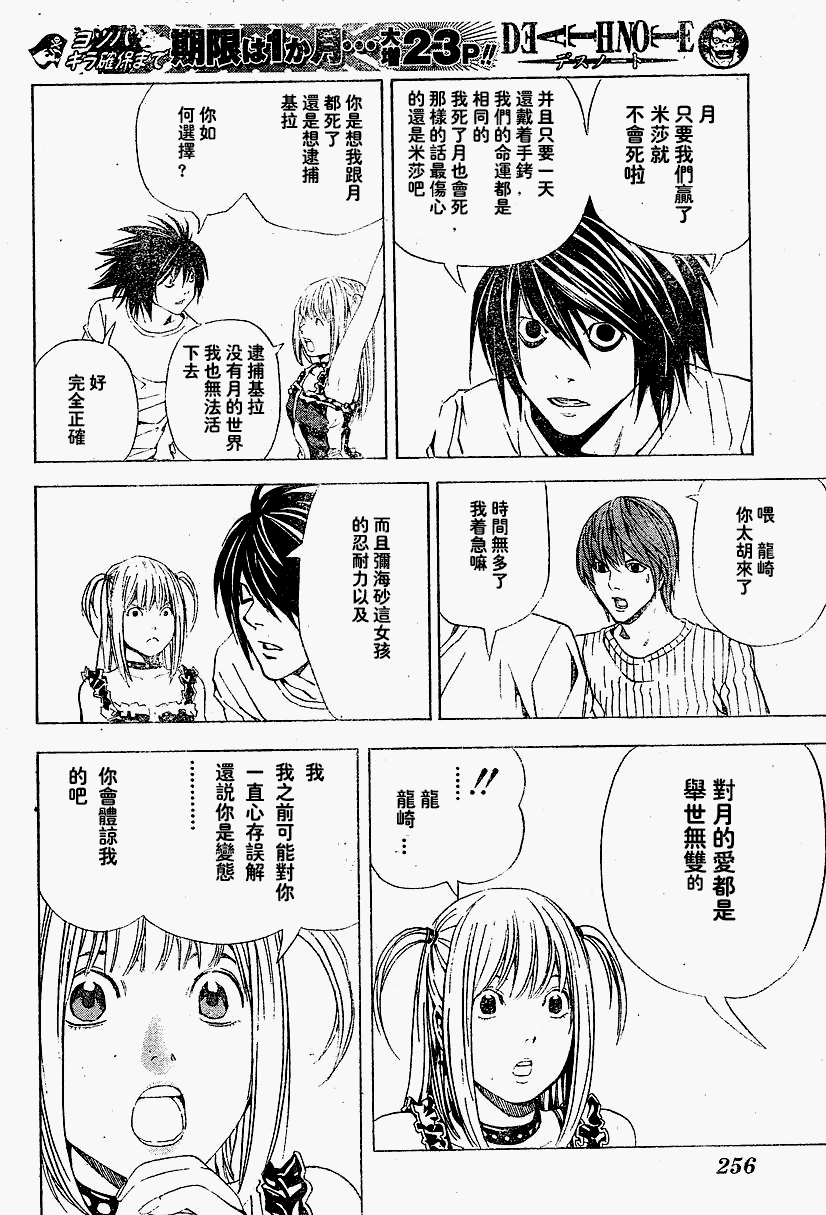 ヨツバ
キラ確保まで
期限は1か月…
大増23P!!
DEATH NOTE
デスノート
月
只要我們贏了
米莎就
不會死啦
并且只要一天
還戴着手銬，
我們的命運都是
相同的
我死了月也會死，
那樣的話最傷心
的還是米莎吧
你是想我跟月
都死了
還是想逮捕
基拉
你如
何選擇？
逮捕基拉
没有月的世界
我也無法活
下去
好
完全正確
喂 龍崎
你太胡來了
時間無多了
我着急嘛
而且彌海砂這女孩
的忍耐力以及
對月的愛都是
舉世無雙的
!!
……
龍
龍崎…
我
我之前可能對你
一直心存誤解
還説你是變態
…………
你會體諒我
的吧
256